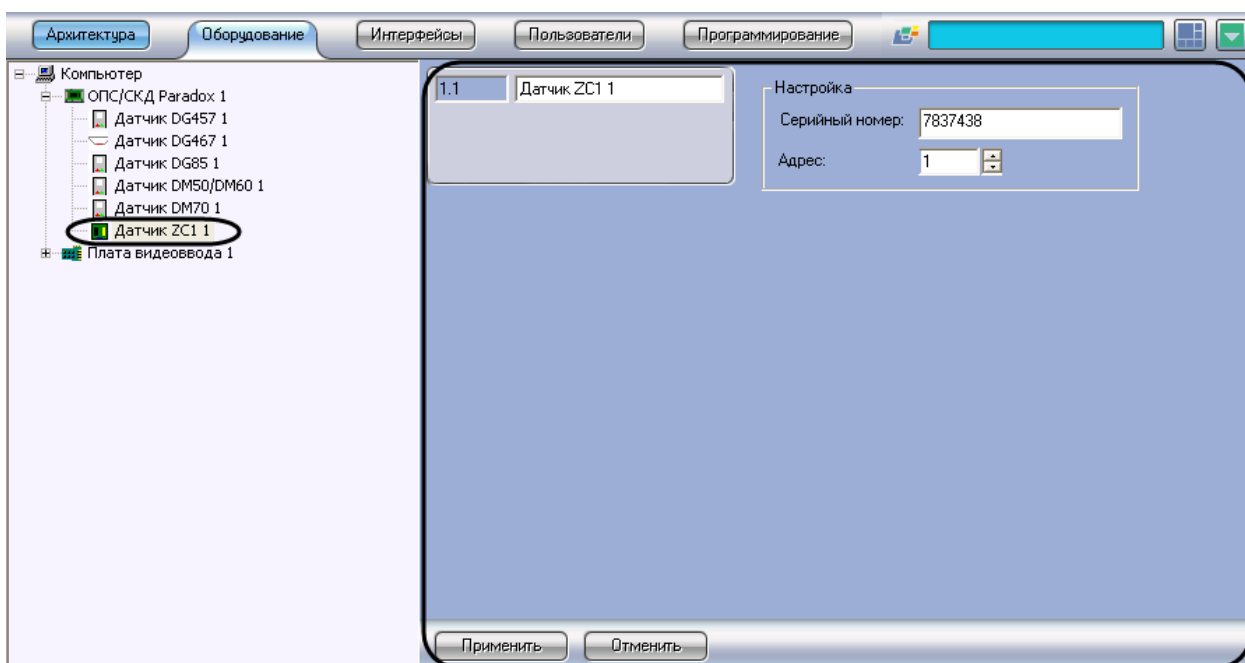 Архитектура Оборудование Интерфейсы Пользователи Программирование
Компьютер
ОПС/СКД Paradox 1
Датчик DG457 1
Датчик DG467 1
Датчик DG85 1
Датчик DM50/DM60 1
Датчик DM70 1
Датчик ZC1 1
Плата видеоввода 1
1.1 Датчик ZC1 1
Настройка
Серийный номер: 7837438
Адрес: 1
Применить Отменить